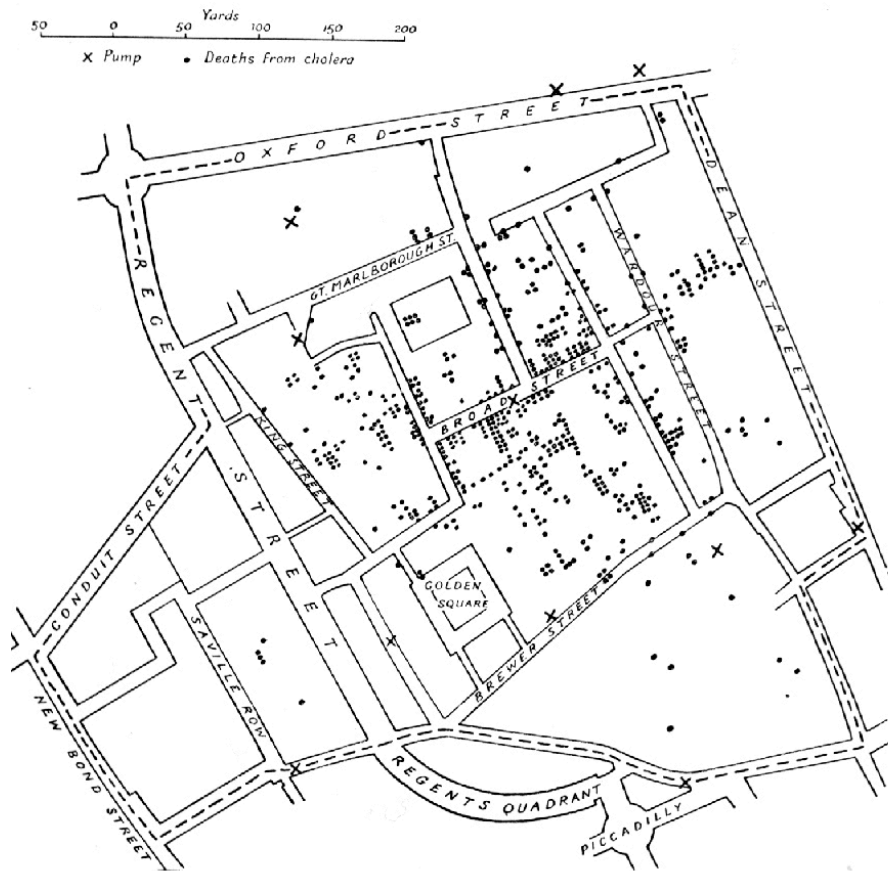 Yards
50 0 50 100 150 200
× Pump • Deaths from cholera
OXFORD STREET
DEAN STREET
WARDOUR STREET
GT. MARLBOROUGH ST.
REGENT STREET
BROAD STREET
KING STREET
CONDUIT STREET
GOLDEN
SQUARE
BREWER STREET
SAVILLE ROW
NEW BOND STREET
REGENTS QUADRANT
PICCADILLY